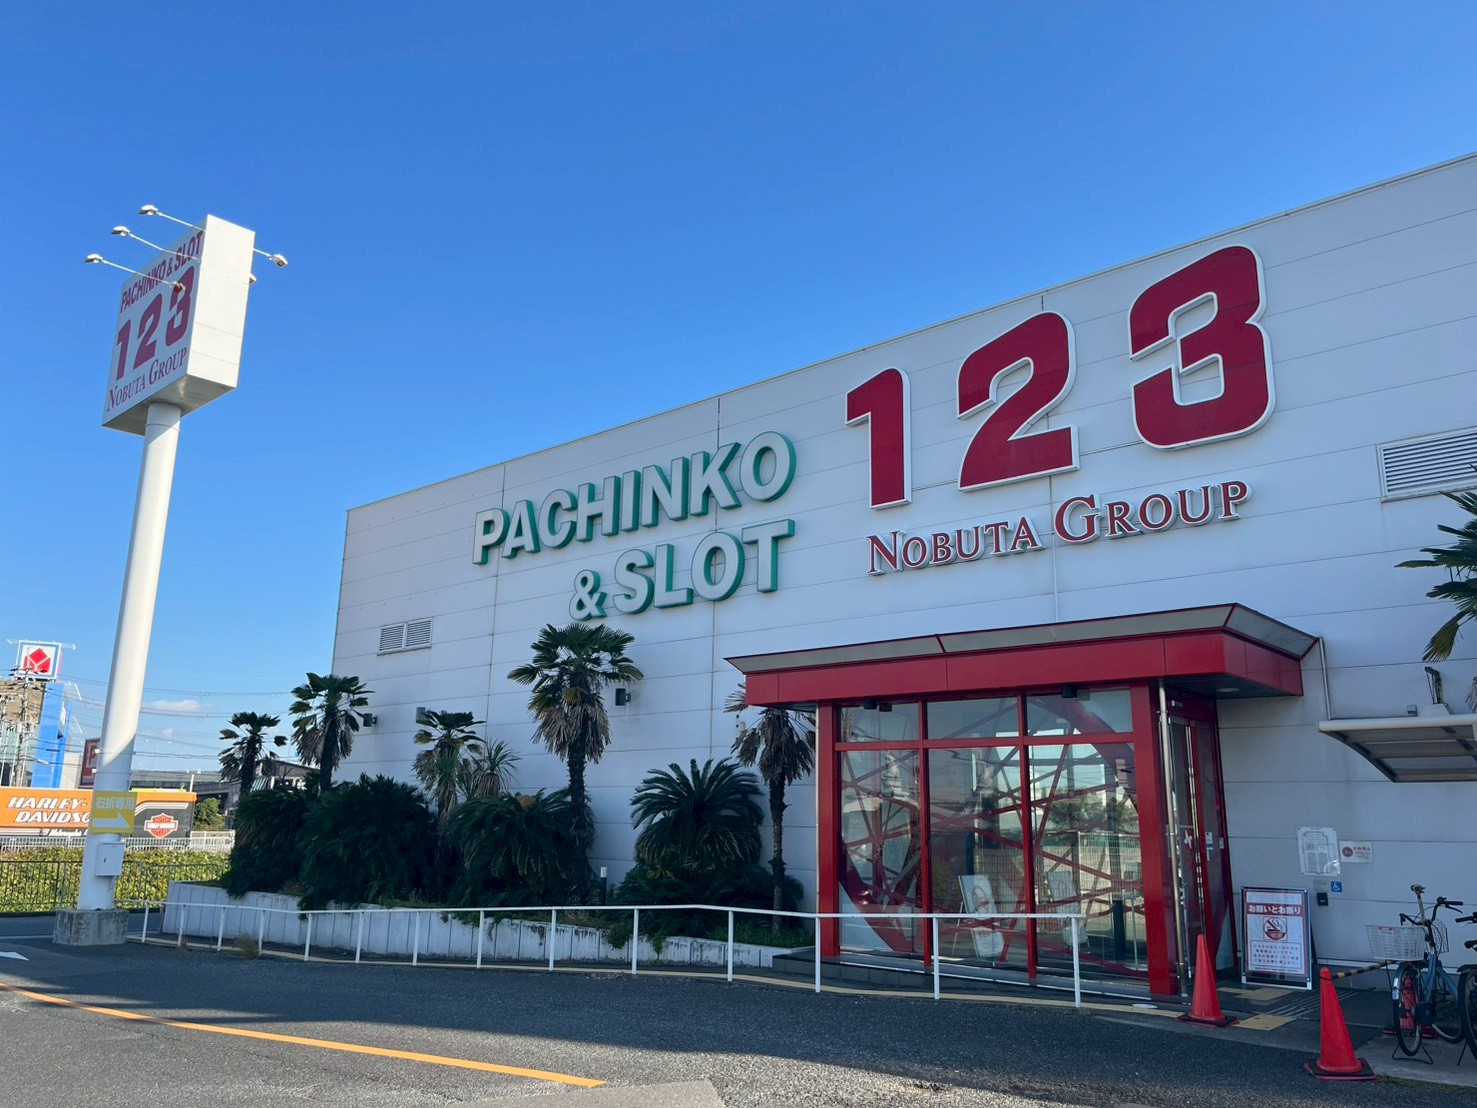 PACHINKO & SLOT
123
NOBUTA GROUP
PACHINKO
& SLOT
123
NOBUTA GROUP
HARLEY-
DAVIDSO
右折専用
お願いとお断り